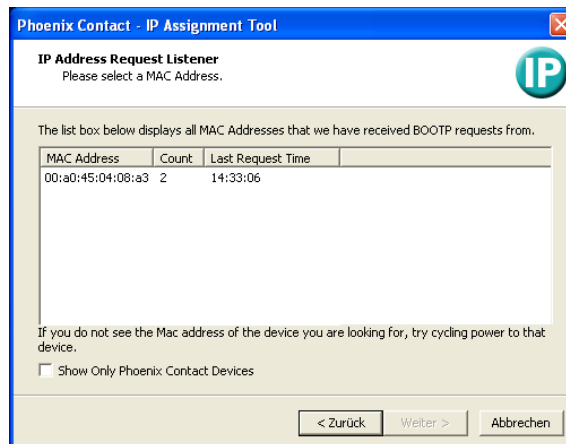 Phoenix Contact - IP Assignment Tool
IP Address Request Listener
Please select a MAC Address.
IP
The list box below displays all MAC Addresses that we have received BOOTP requests from.
MAC Address Count Last Request Time
00:a0:45:04:08:a3 2 14:33:06
If you do not see the Mac address of the device you are looking for, try cycling power to that
device.
Show Only Phoenix Contact Devices
< Zurück Weiter > Abbrechen